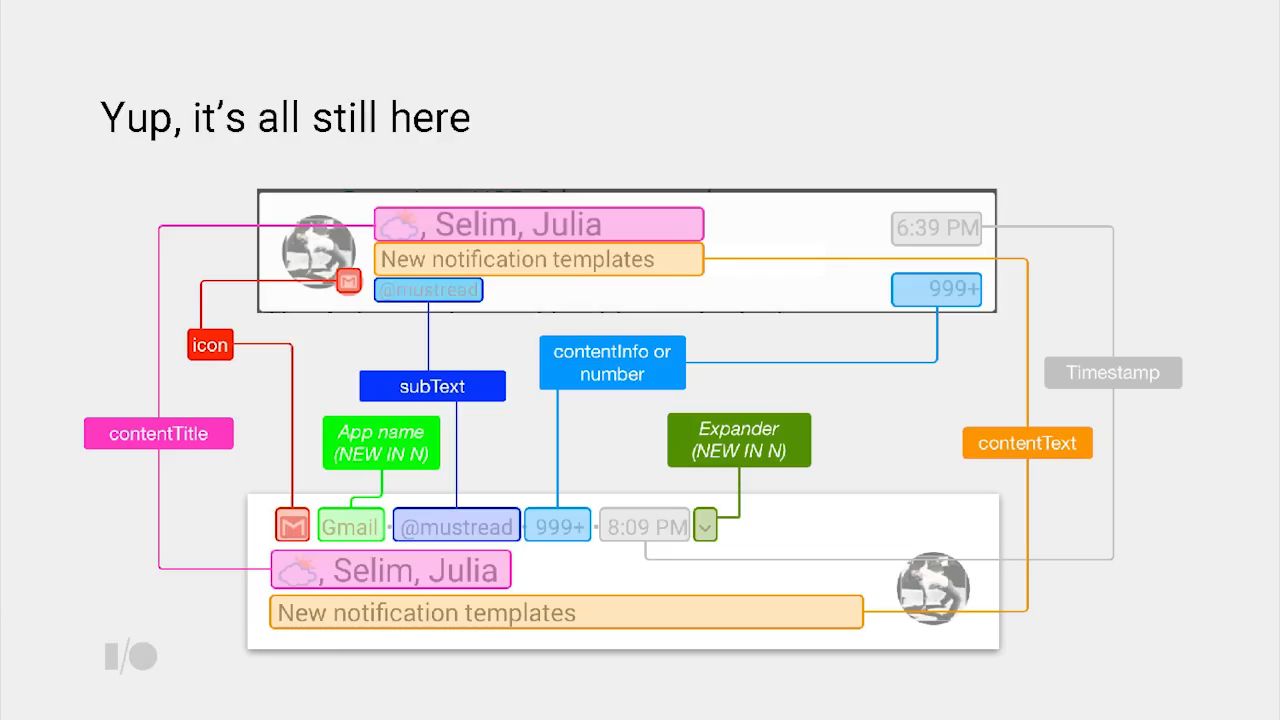 Yup, it's all still here
, Selim, Julia
6:39 PM
New notification templates
@mustread
999+
icon
contentInfo or
number
subText
Timestamp
contentTitle
App name
(NEW IN N)
Expander
(NEW IN N)
contentText
Gmail · @mustread · 999+ · 8:09 PM
, Selim, Julia
New notification templates
I/O